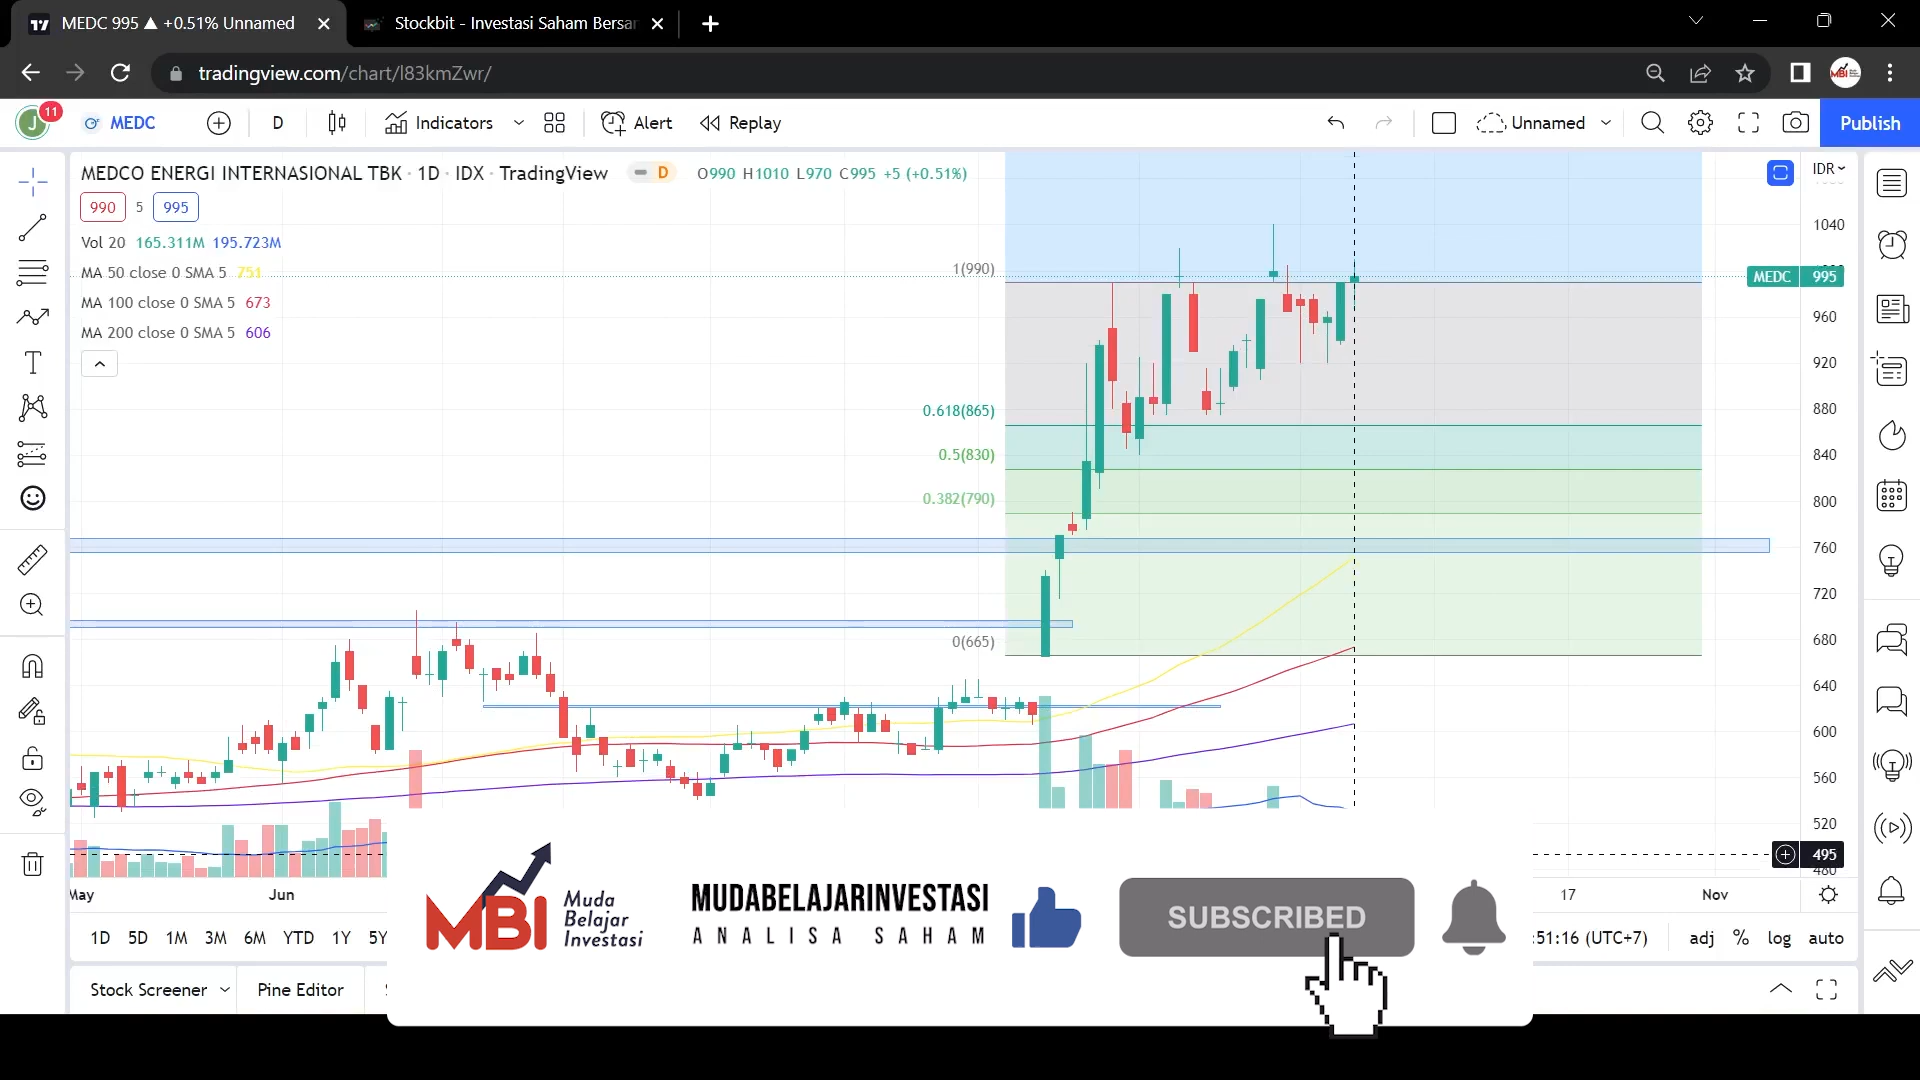 MEDC 995 ▲ +0.51% Unnamed
Stockbit - Investasi Saham Bersar
tradingview.com/chart/l83kmZwr/
MBI
J 11 MEDC D Indicators Alert Replay Unnamed Publish
MEDCO ENERGI INTERNASIONAL TBK · 1D · IDX · TradingView D O990 H1010 L970 C995 +5 (+0.51%)
IDR
990 5 995
Vol 20 165.311M 195.723M
MA 50 close 0 SMA 5 751
MA 100 close 0 SMA 5 673
MA 200 close 0 SMA 5 606
1(990)
0.618(865)
0.5(830)
0.382(790)
0(665)
1040
MEDC 995
960
920
880
840
800
760
720
680
640
600
560
520
495
480
May Jun 17 Nov
1D 5D 1M 3M 6M YTD 1Y 5Y
:51:16 (UTC+7) adj % log auto
Stock Screener Pine Editor
MBI
Muda
Belajar
Investasi
MUDABELAJARINVESTASI
ANALISA SAHAM
SUBSCRIBED